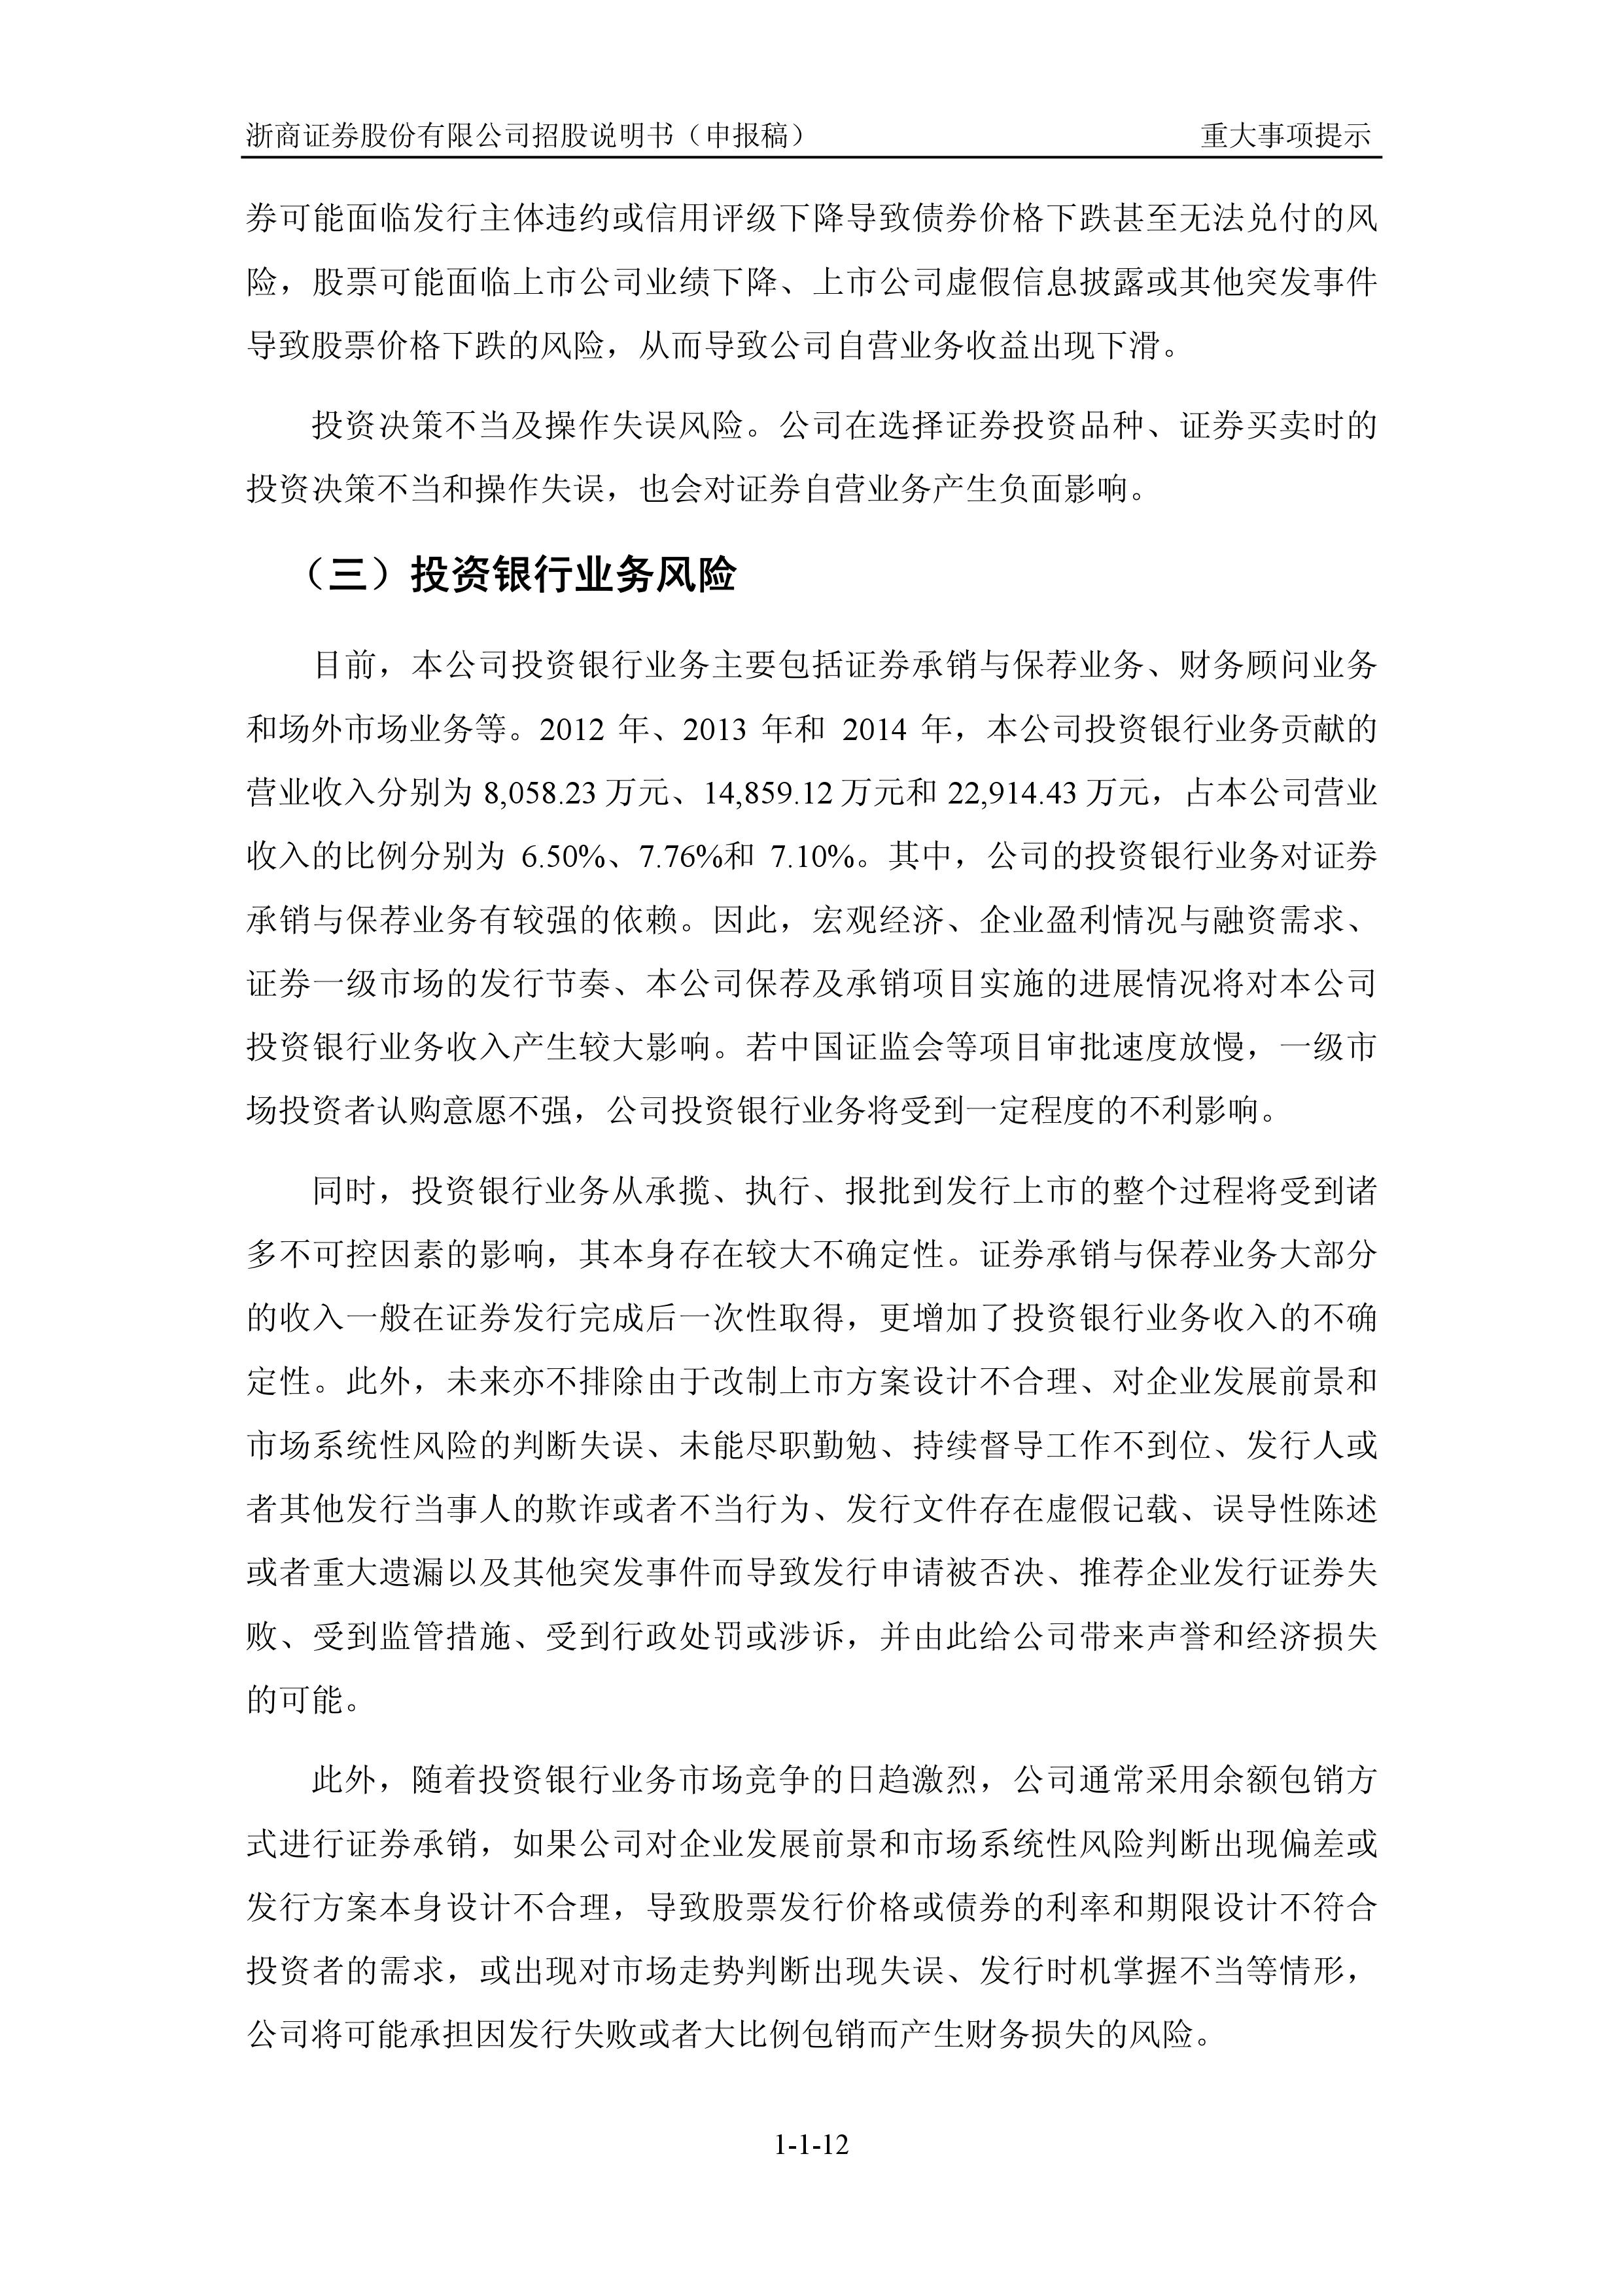 浙商证券股份有限公司招股说明书（申报稿） 重大事项提示
券可能面临发行主体违约或信用评级下降导致债券价格下跌甚至无法兑付的风
险，股票可能面临上市公司业绩下降、上市公司虚假信息披露或其他突发事件
导致股票价格下跌的风险，从而导致公司自营业务收益出现下滑。
投资决策不当及操作失误风险。公司在选择证券投资品种、证券买卖时的
投资决策不当和操作失误，也会对证券自营业务产生负面影响。
（三）投资银行业务风险
目前，本公司投资银行业务主要包括证券承销与保荐业务、财务顾问业务
和场外市场业务等。2012 年、2013 年和 2014 年，本公司投资银行业务贡献的
营业收入分别为 8,058.23 万元、14,859.12 万元和 22,914.43 万元，占本公司营业
收入的比例分别为 6.50%、7.76%和 7.10%。其中，公司的投资银行业务对证券
承销与保荐业务有较强的依赖。因此，宏观经济、企业盈利情况与融资需求、
证券一级市场的发行节奏、本公司保荐及承销项目实施的进展情况将对本公司
投资银行业务收入产生较大影响。若中国证监会等项目审批速度放慢，一级市
场投资者认购意愿不强，公司投资银行业务将受到一定程度的不利影响。
同时，投资银行业务从承揽、执行、报批到发行上市的整个过程将受到诸
多不可控因素的影响，其本身存在较大不确定性。证券承销与保荐业务大部分
的收入一般在证券发行完成后一次性取得，更增加了投资银行业务收入的不确
定性。此外，未来亦不排除由于改制上市方案设计不合理、对企业发展前景和
市场系统性风险的判断失误、未能尽职勤勉、持续督导工作不到位、发行人或
者其他发行当事人的欺诈或者不当行为、发行文件存在虚假记载、误导性陈述
或者重大遗漏以及其他突发事件而导致发行申请被否决、推荐企业发行证券失
败、受到监管措施、受到行政处罚或涉诉，并由此给公司带来声誉和经济损失
的可能。
此外，随着投资银行业务市场竞争的日趋激烈，公司通常采用余额包销方
式进行证券承销，如果公司对企业发展前景和市场系统性风险判断出现偏差或
发行方案本身设计不合理，导致股票发行价格或债券的利率和期限设计不符合
投资者的需求，或出现对市场走势判断出现失误、发行时机掌握不当等情形，
公司将可能承担因发行失败或者大比例包销而产生财务损失的风险。
1-1-12